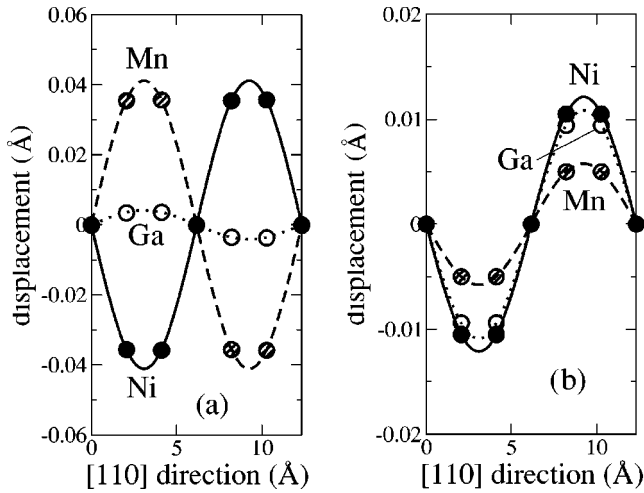 0.06
0.04
0.02
0
-0.02
-0.04
-0.06
displacement (Å)
Mn
Ga
Ni
(a)
0 5 10
[110] direction (Å)
0.02
0.01
0
-0.01
-0.02
displacement (Å)
Ni
Ga
Mn
(b)
0 5 10
[110] direction (Å)